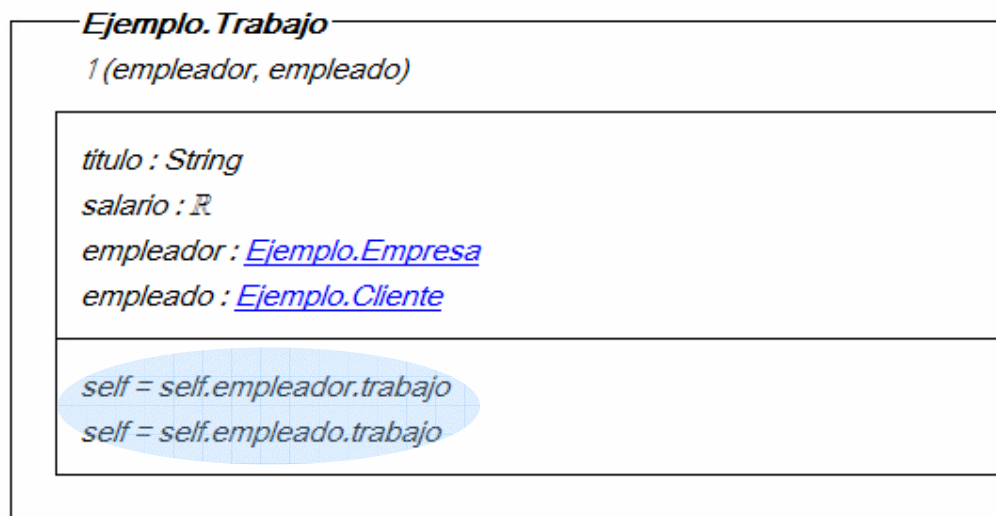 Ejemplo.Trabajo
1 (empleador, empleado)
titulo : String
salario : ℝ
empleador : Ejemplo.Empresa
empleado : Ejemplo.Cliente
self = self.empleador.trabajo
self = self.empleado.trabajo